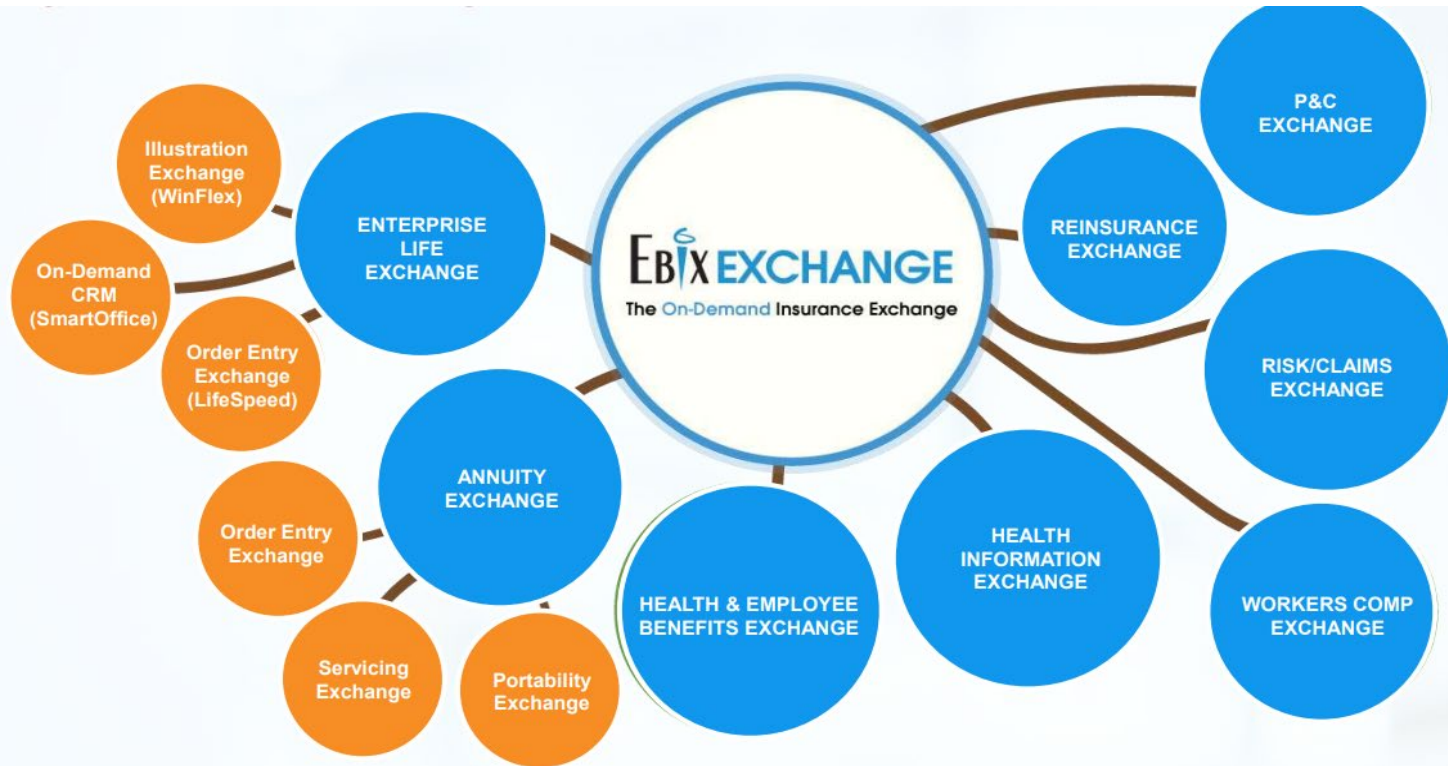 Illustration
Exchange
(WinFlex)
On-Demand
CRM
(SmartOffice)
Order Entry
Exchange
(LifeSpeed)
ENTERPRISE
LIFE
EXCHANGE
EBIX EXCHANGE
The On-Demand Insurance Exchange
P&C
EXCHANGE
REINSURANCE
EXCHANGE
RISK/CLAIMS
EXCHANGE
ANNUITY
EXCHANGE
Order Entry
Exchange
Servicing
Exchange
Portability
Exchange
HEALTH & EMPLOYEE
BENEFITS EXCHANGE
HEALTH
INFORMATION
EXCHANGE
WORKERS COMP
EXCHANGE